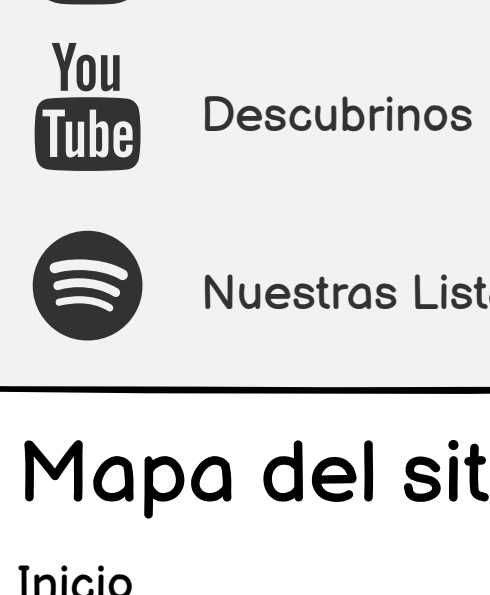 You
Tube
Descubrinos
Nuestras List
Mapa del sit
Inicio